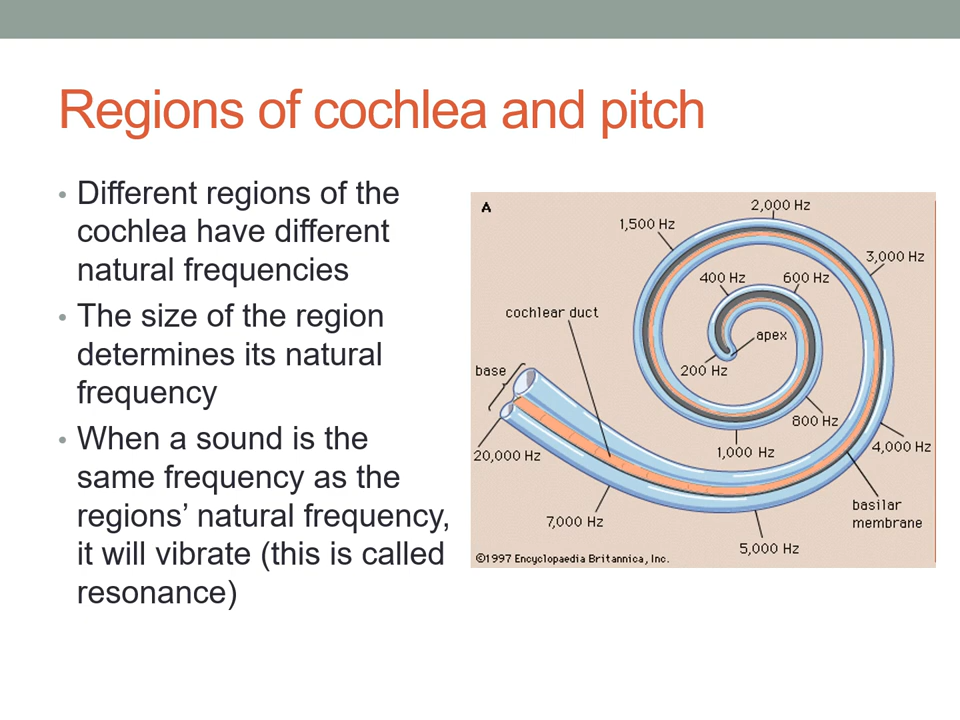 Regions of cochlea and pitch
• Different regions of the
cochlea have different
natural frequencies
• The size of the region
determines its natural
frequency
• When a sound is the
same frequency as the
regions’ natural frequency,
it will vibrate (this is called
resonance)
A
2,000 Hz
1,500 Hz
3,000 Hz
400 Hz
600 Hz
cochlear duct
apex
base
200 Hz
800 Hz
20,000 Hz
1,000 Hz
4,000 Hz
basilar
membrane
7,000 Hz
5,000 Hz
©1997 Encyclopaedia Britannica, Inc.